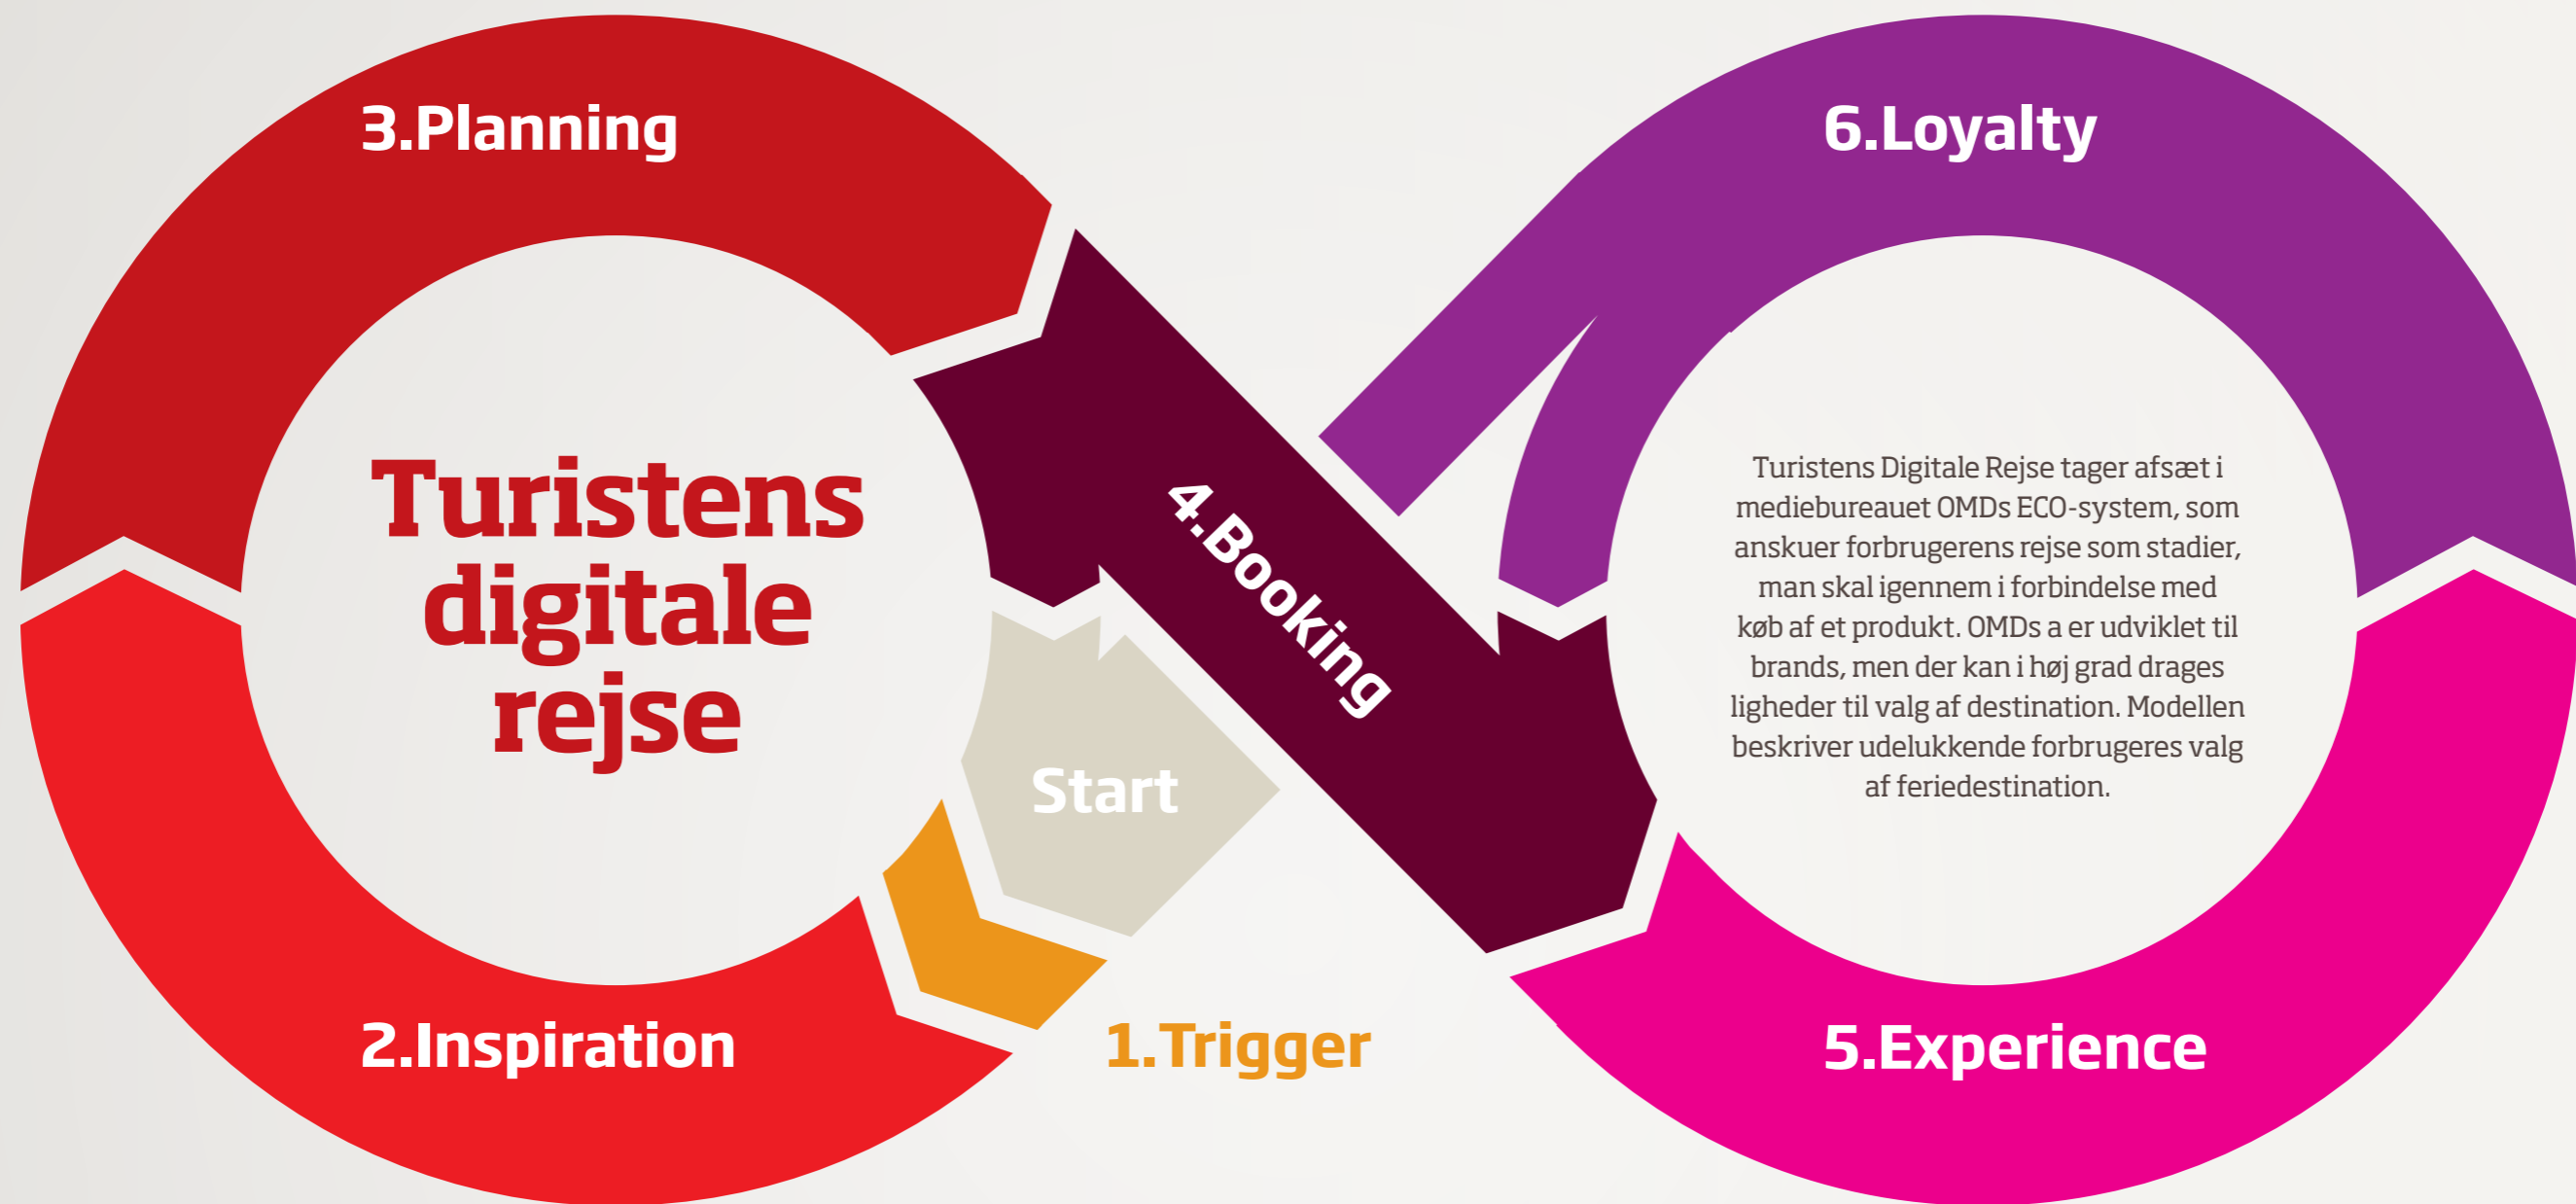 3.Planning
6.Loyalty
Turistens
digitale
rejse
4.Booking
Start
2.Inspiration
1.Trigger
5.Experience
Turistens Digitale Rejse tager afsæt i
mediebureauet OMDs ECO-system, som
anskuer forbrugerens rejse som stadier,
man skal igennem i forbindelse med
køb af et produkt. OMDs a er udviklet til
brands, men der kan i høj grad drages
ligheder til valg af destination. Modellen
beskriver udelukkende forbrugeres valg
af feriedestination.